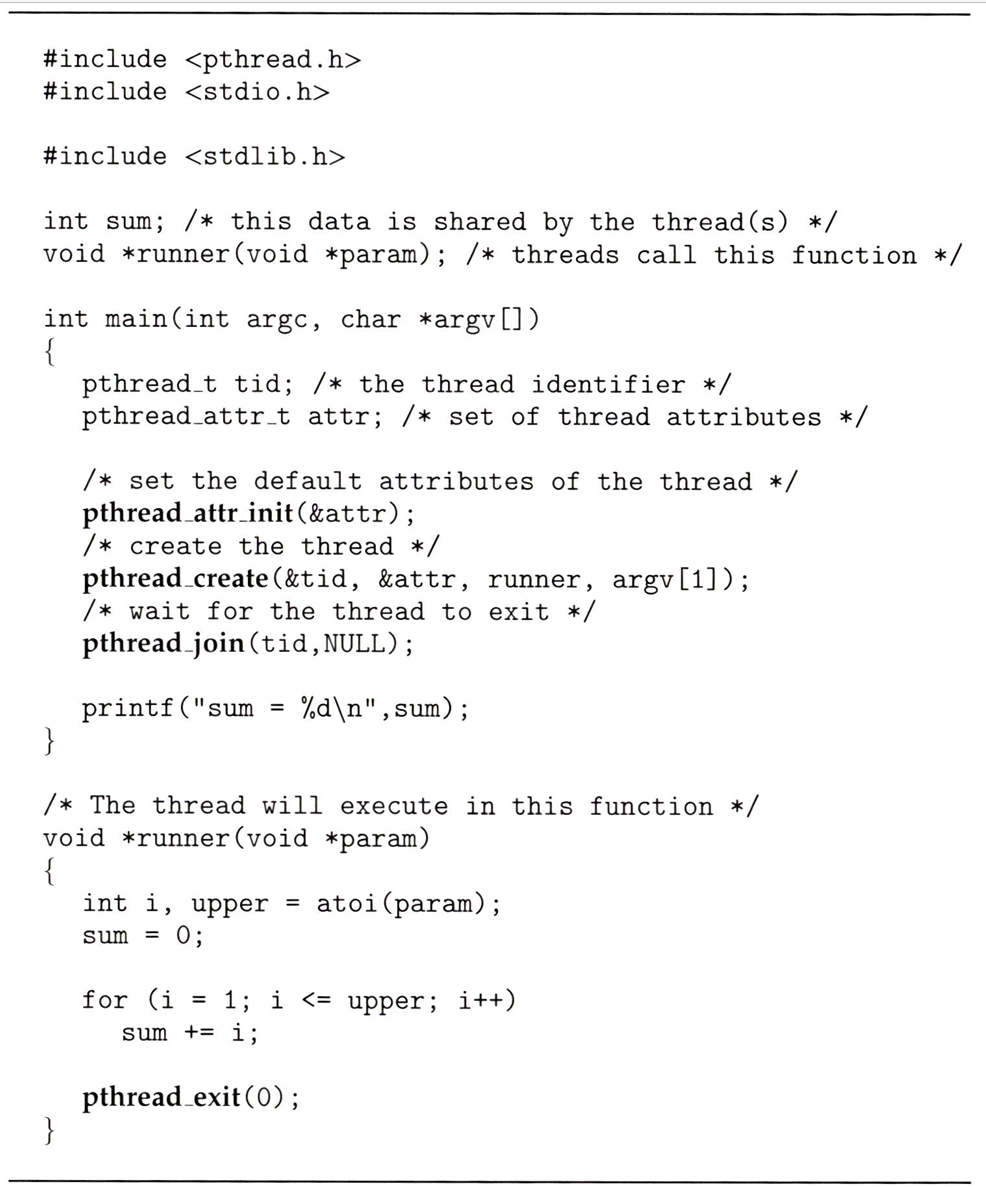 #include <pthread.h>
#include <stdio.h>
#include <stdlib.h>
int sum; /* this data is shared by the thread(s) */
void *runner(void *param); /* threads call this function */
int main(int argc, char *argv[])
{
pthread_t tid; /* the thread identifier */
pthread_attr_t attr; /* set of thread attributes */
/* set the default attributes of the thread */
pthread_attr_init(&attr);
/* create the thread */
pthread_create(&tid, &attr, runner, argv[1]);
/* wait for the thread to exit */
pthread_join(tid,NULL);
printf("sum = %d\n",sum);
}
/* The thread will execute in this function */
void *runner(void *param)
{
int i, upper = atoi(param);
sum = 0;
for (i = 1; i <= upper; i++)
sum += i;
pthread_exit(0);
}